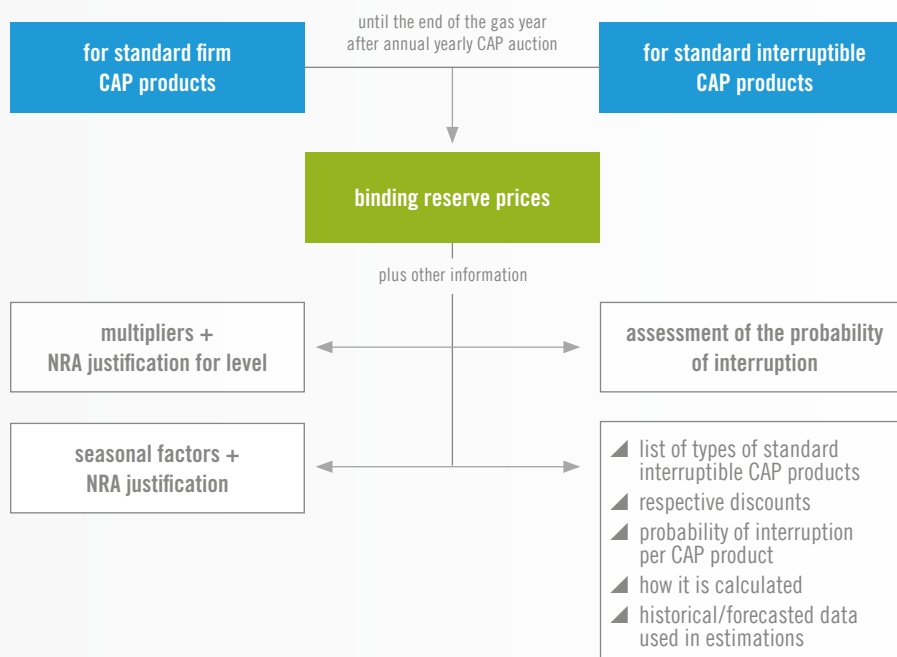 until the end of the gas year
after annual yearly CAP auction
for standard firm
CAP products
for standard interruptible
CAP products
binding reserve prices
plus other information
multipliers +
NRA justification for level
assessment of the probability
of interruption
seasonal factors +
NRA justification
list of types of standard
interruptible CAP products
respective discounts
probability of interruption
per CAP product
how it is calculated
historical/forecasted data
used in estimations